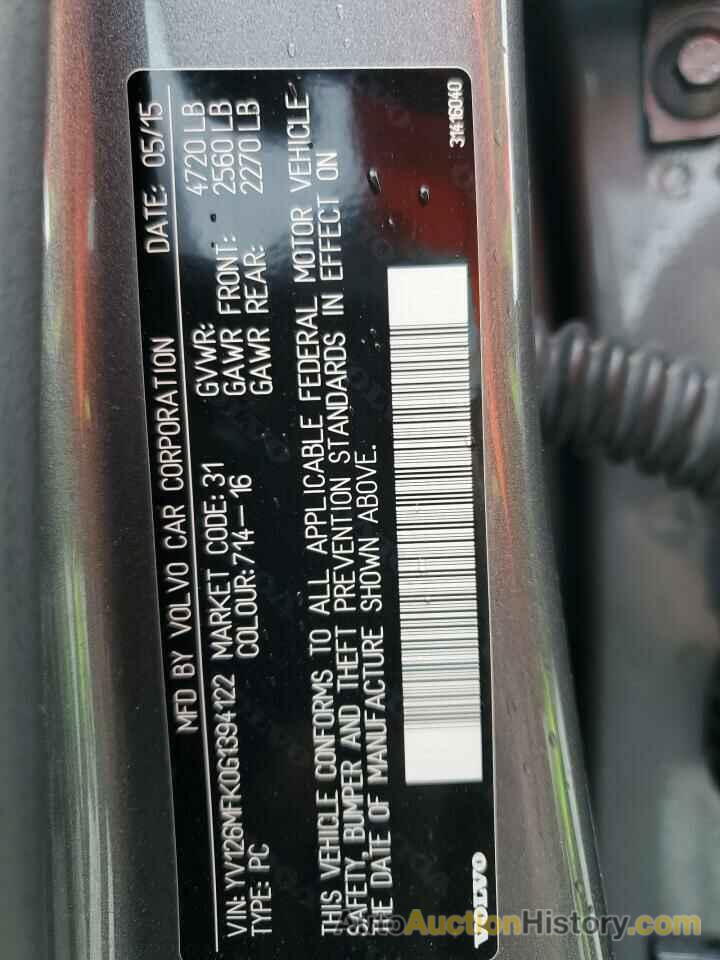 MFD BY VOLVO CAR CORPORATION DATE: 05/15
GVWR: 4720 LB
GAWR FRONT: 2560 LB
GAWR REAR: 2270 LB
VIN: YV126MFK0G1394122 MARKET CODE: 31
TYPE: PC COLOUR: 714-16
THIS VEHICLE CONFORMS TO ALL APPLICABLE FEDERAL MOTOR VEHICLE
SAFETY, BUMPER AND THEFT PREVENTION STANDARDS IN EFFECT ON
THE DATE OF MANUFACTURE SHOWN ABOVE.
VOLVO
31416040
AutoAuctionHistory.com